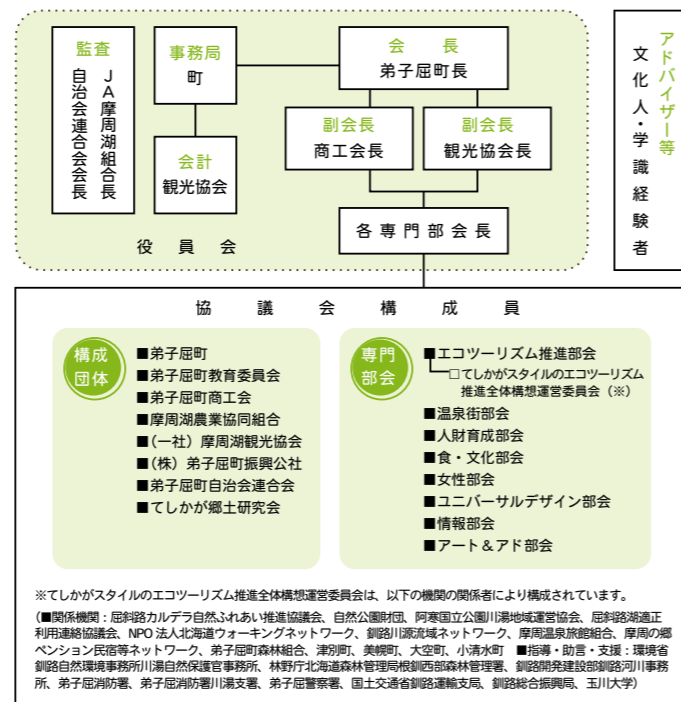 監査
JA摩周湖組合長
自治会連合会会長
事務局
町
会計
観光協会
会長
弟子屈町長
副会長
商工会長
副会長
観光協会長
各専門部会長
役員会
アドバイザー等
文化人・学識経験者
協議会構成員
構成
団体
■弟子屈町
■弟子屈町教育委員会
■弟子屈町商工会
■摩周湖農業協同組合
■(一社)摩周湖観光協会
■(株)弟子屈町振興公社
■弟子屈町自治会連合会
■てしかが郷土研究会
専門
部会
■エコツーリズム推進部会
□てしかがスタイルのエコツーリズム
推進全体構想運営委員会(※)
■温泉街部会
■人財育成部会
■食・文化部会
■女性部会
■ユニバーサルデザイン部会
■情報部会
■アート&アド部会
※てしかがスタイルのエコツーリズム推進全体構想運営委員会は、以下の機関の関係者により構成されています。
(■関係機関:屈斜路カルデラ自然ふれあい推進協議会、自然公園財団、阿寒国立公園川湯地域運営協会、屈斜路湖適正
利用連絡協議会、NPO法人北海道ウォーキングネットワーク、釧路川源流域ネットワーク、摩周温泉旅館組合、摩周の郷
ペンション民宿等ネットワーク、弟子屈町森林組合、津別町、美幌町、大空町、小清水町 ■指導・助言・支援:環境省
釧路自然環境事務所川湯自然保護官事務所、林野庁北海道森林管理局根釧西部森林管理署、釧路開発建設部釧路河川事務
所、弟子屈消防署、弟子屈消防署川湯支署、弟子屈警察署、国土交通省釧路運輸支局、釧路総合振興局、玉川大学)